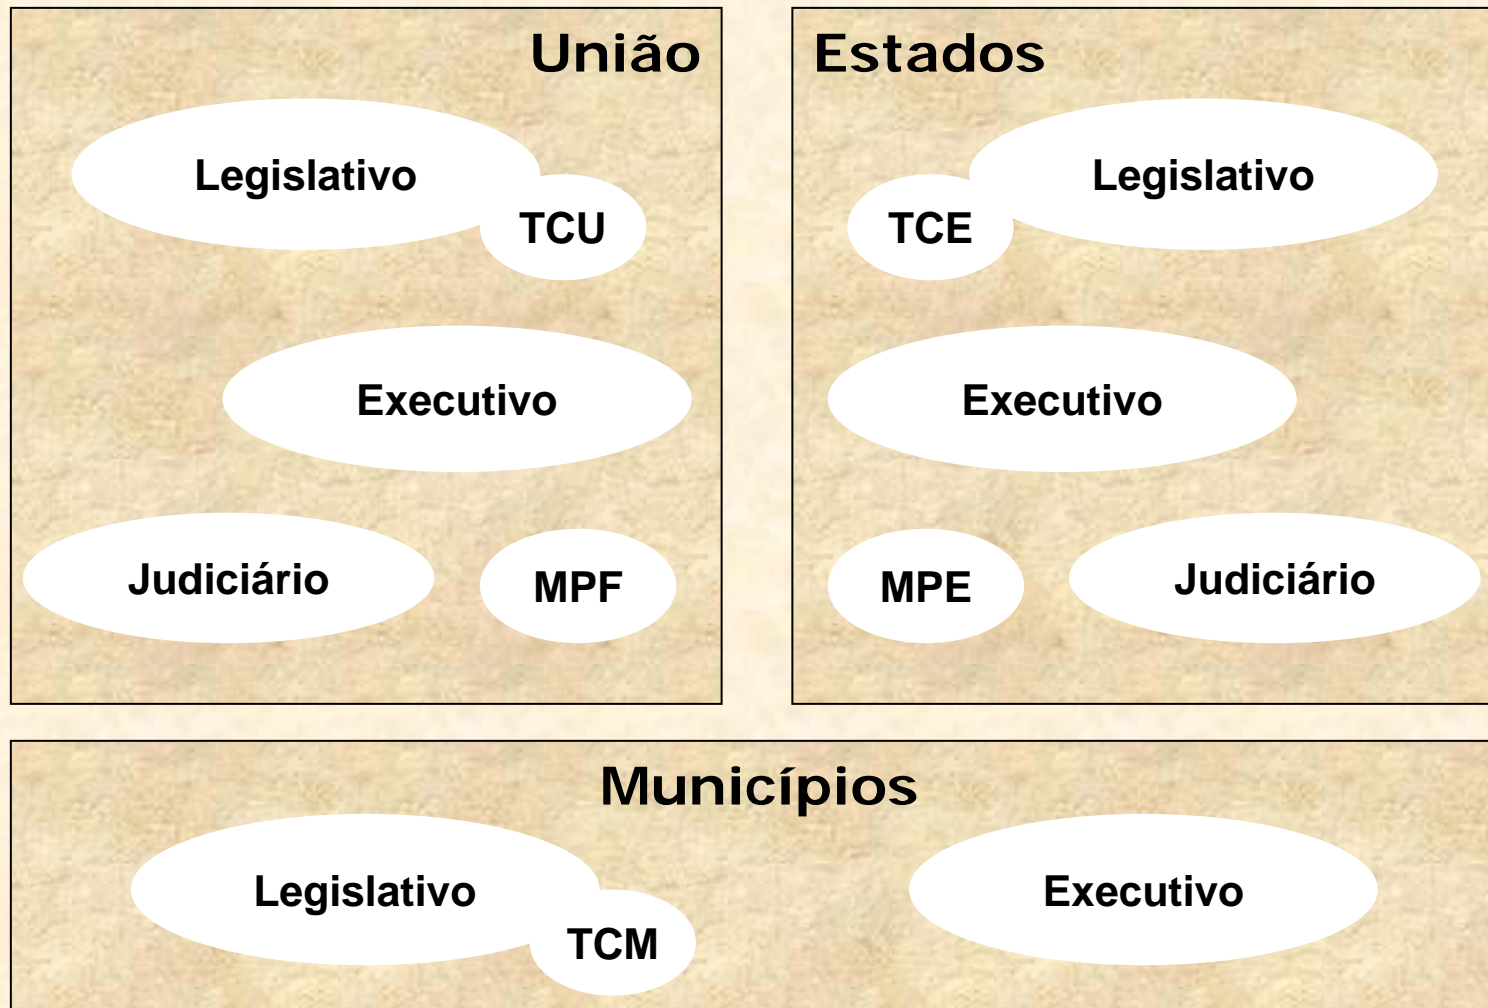 União
Legislativo
TCU
Executivo
Judiciário
MPF
Estados
Legislativo
TCE
Executivo
MPE
Judiciário
Municípios
Legislativo
TCM
Executivo